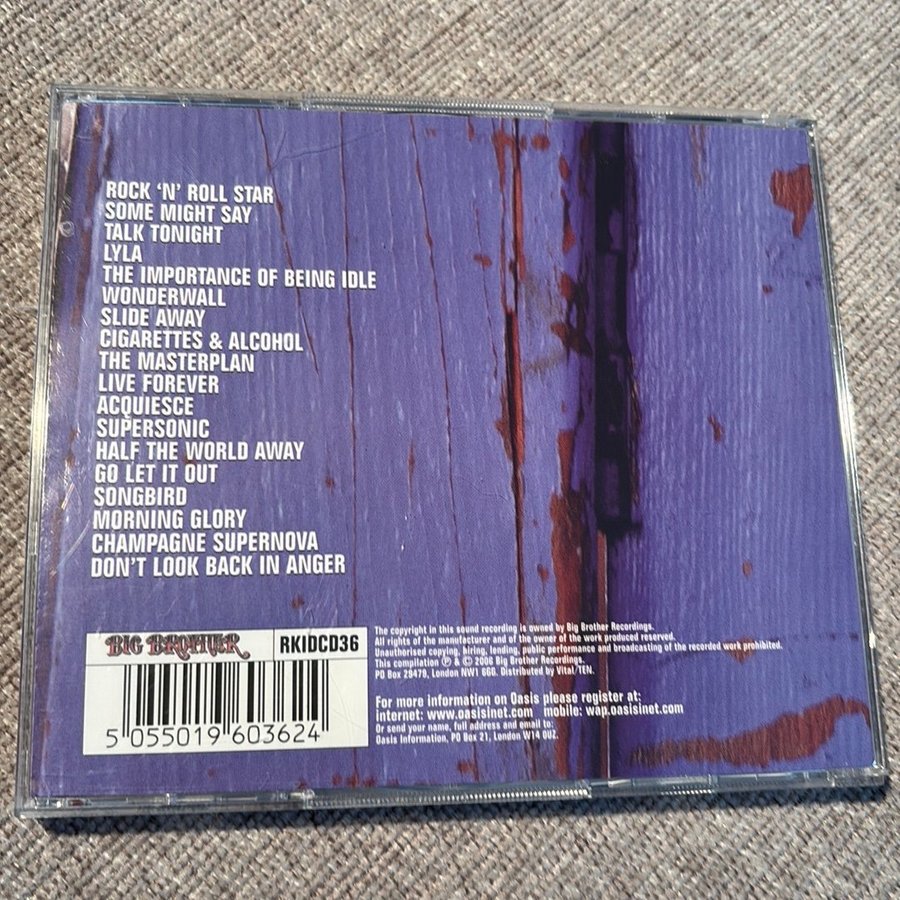 ROCK 'N' ROLL STAR
SOME MIGHT SAY
TALK TONIGHT
LYLA
THE IMPORTANCE OF BEING IDLE
WONDERWALL
SLIDE AWAY
CIGARETTES & ALCOHOL
THE MASTERPLAN
LIVE FOREVER
ACQUIESCE
SUPERSONIC
HALF THE WORLD AWAY
GO LET IT OUT
SONGBIRD
MORNING GLORY
CHAMPAGNE SUPERNOVA
DON'T LOOK BACK IN ANGER
BIG BROTHER RKIDCD36
5 055019 603624
The copyright in this sound recording is owned by Big Brother Recordings.
All rights of the manufacturer and of the owner of the work produced reserved.
Unauthorised copying, hiring, lending, public performance and broadcasting of the recorded work prohibited.
This compilation ℗ & © 2006 Big Brother Recordings.
PO Box 29479, London NW1 6GG. Distributed by Vital/TEN.
For more information on Oasis please register at:
Internet: www.oasisinet.com mobile: wap.oasisinet.com
Or send your name, full address and email to:
Oasis Information, PO Box 21, London W14 0UZ.